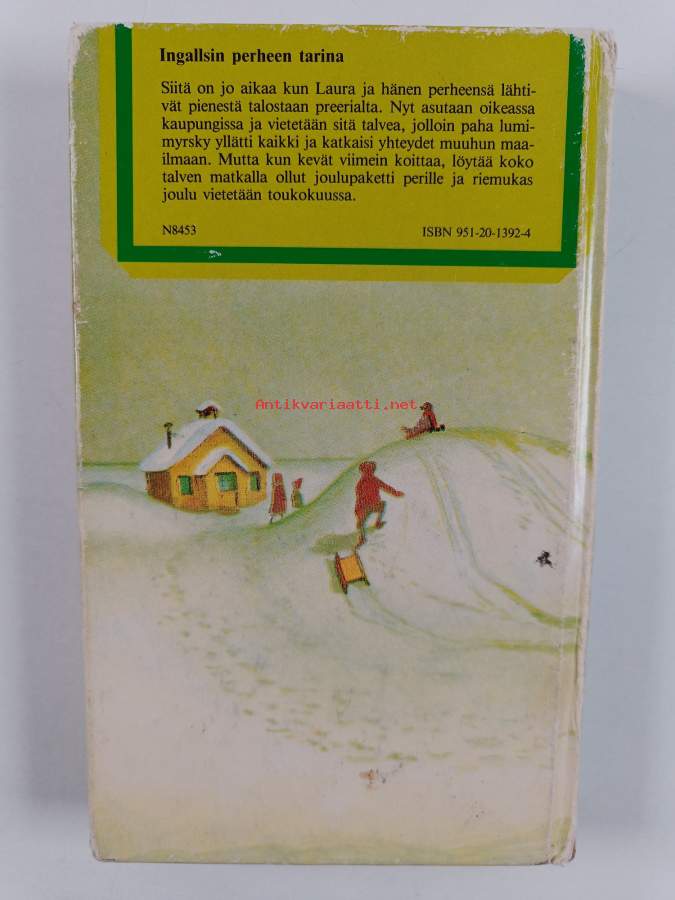 Ingallsin perheen tarina
Siitä on jo aikaa kun Laura ja hänen perheensä lähti-
vät pienestä talostaan preerialta. Nyt asutaan oikeassa
kaupungissa ja vietetään sitä talvea, jolloin paha lumi-
myrsky yllätti kaikki ja katkaisi yhteydet muuhun maa-
ilmaan. Mutta kun kevät viimein koittaa, löytää koko
talven matkalla ollut joulupaketti perille ja riemukas
joulu vietetään toukokuussa.
N8453 ISBN 951-20-1392-4
Antikvariaatti.net